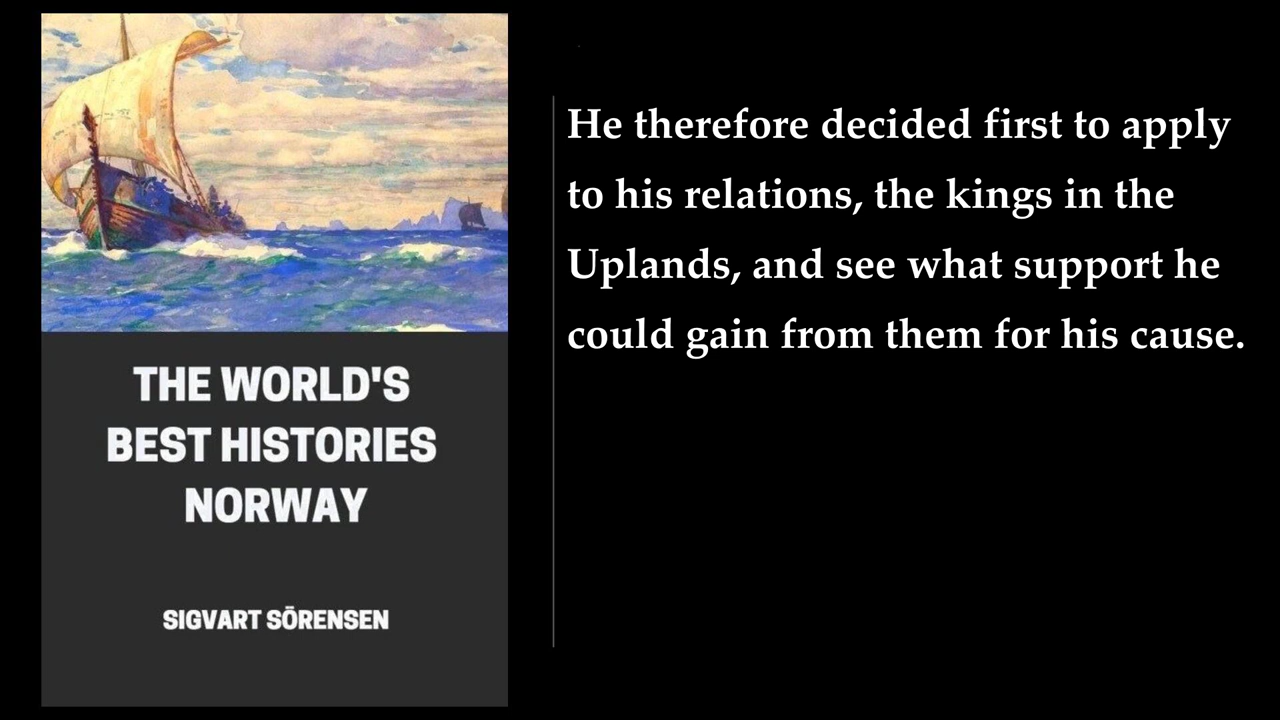 THE WORLD'S
BEST HISTORIES
NORWAY
SIGVART SÖRENSEN
He therefore decided first to apply
to his relations, the kings in the
Uplands, and see what support he
could gain from them for his cause.